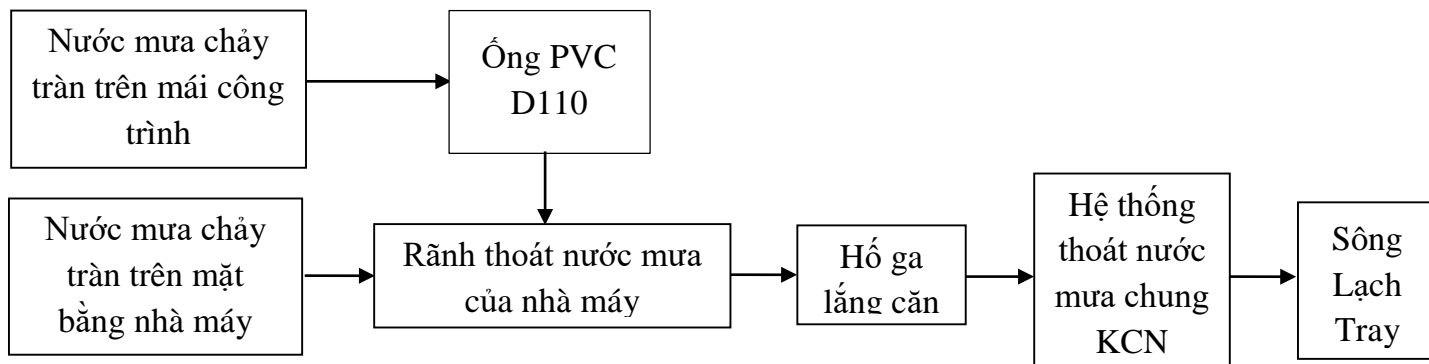 Nước mưa chảy
tràn trên mái công
trình
Ống PVC
D110
Nước mưa chảy
tràn trên mặt
bằng nhà máy
Rãnh thoát nước mưa
của nhà máy
Hố ga
lắng căn
Hệ thống
thoát nước
mưa chung
KCN
Sông
Lạch
Tray